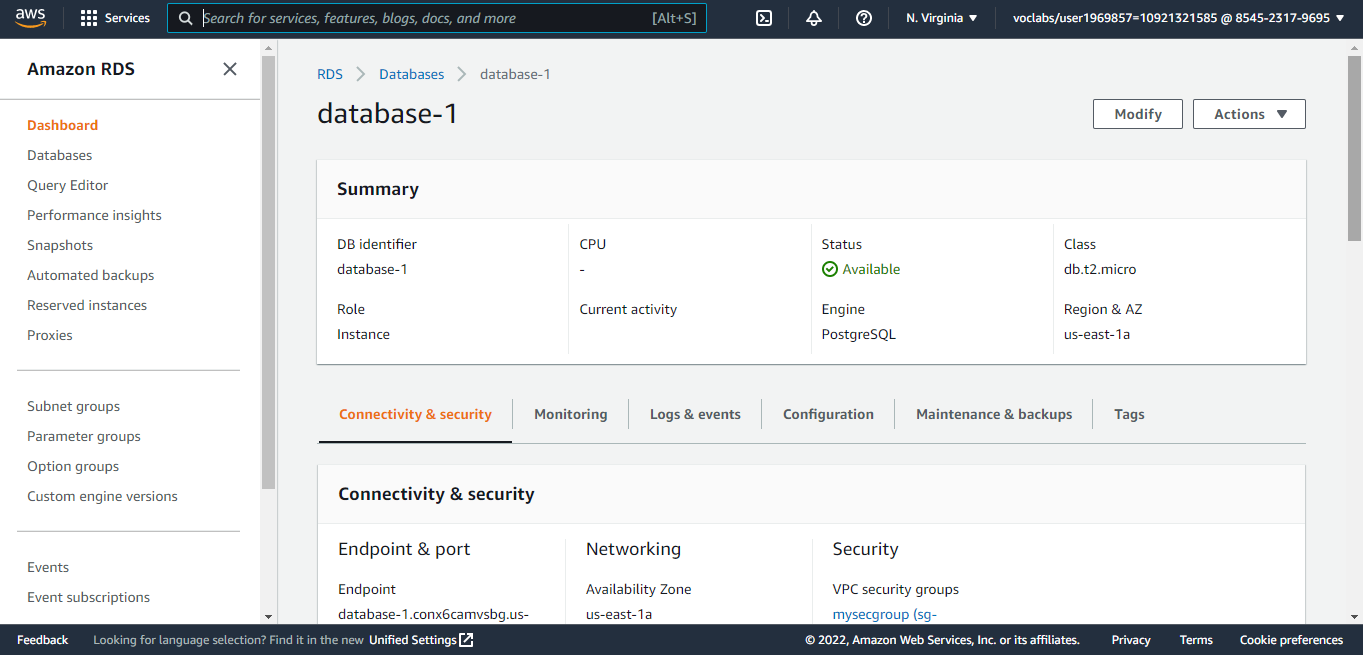 aws
Services
Search for services, features, blogs, docs, and more [Alt+S]
N. Virginia
voclabs/user1969857=10921321585 @ 8545-2317-9695
Amazon RDS
Dashboard
Databases
Query Editor
Performance insights
Snapshots
Automated backups
Reserved instances
Proxies
Subnet groups
Parameter groups
Option groups
Custom engine versions
Events
Event subscriptions
RDS
Databases
database-1
database-1
Modify
Actions
Summary
DB identifier
database-1
CPU
-
Status
Available
Class
db.t2.micro
Role
Instance
Current activity
Engine
PostgreSQL
Region & AZ
us-east-1a
Connectivity & security
Monitoring
Logs & events
Configuration
Maintenance & backups
Tags
Connectivity & security
Endpoint & port
Endpoint
database-1.conx6camvsbg.us-
Networking
Availability Zone
us-east-1a
Security
VPC security groups
mysecgroup (sg-
Feedback
Looking for language selection? Find it in the new Unified Settings
© 2022, Amazon Web Services, Inc. or its affiliates.
Privacy
Terms
Cookie preferences